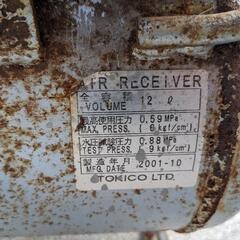 AIR RECEIVER
全容積
VOLUME 12 ℓ
最高使用圧力 0.59 MPa
MAX. PRESS. ( 6 kgf/cm²)
水圧試験圧力 0.88 MPa
TEST PRESS. ( 9 kgf/cm²)
製造年月 2001-10
MFG. DATE
TOKICO LTD.